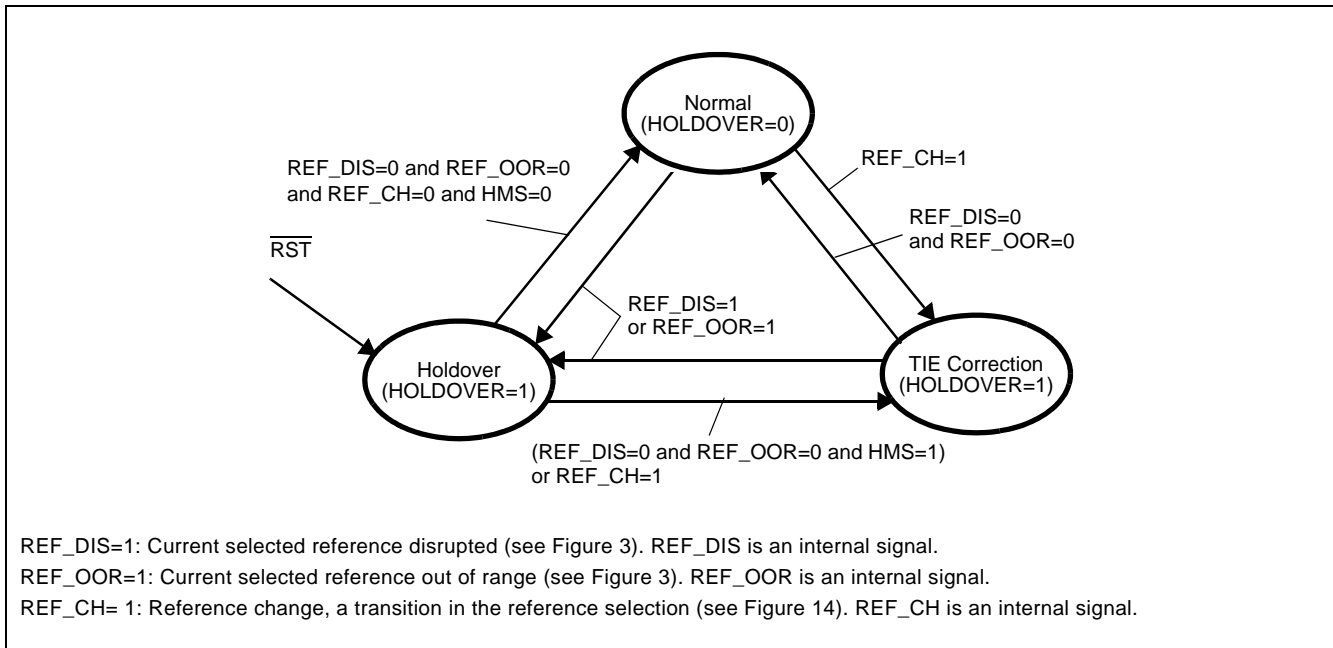 Normal
(HOLDOVER=0)
REF_DIS=0 and REF_OOR=0
and REF_CH=0 and HMS=0
REF_CH=1
REF_DIS=0
and REF_OOR=0
RST
REF_DIS=1
or REF_OOR=1
Holdover
(HOLDOVER=1)
TIE Correction
(HOLDOVER=1)
(REF_DIS=0 and REF_OOR=0 and HMS=1)
or REF_CH=1
REF_DIS=1: Current selected reference disrupted (see Figure 3). REF_DIS is an internal signal.
REF_OOR=1: Current selected reference out of range (see Figure 3). REF_OOR is an internal signal.
REF_CH= 1: Reference change, a transition in the reference selection (see Figure 14). REF_CH is an internal signal.